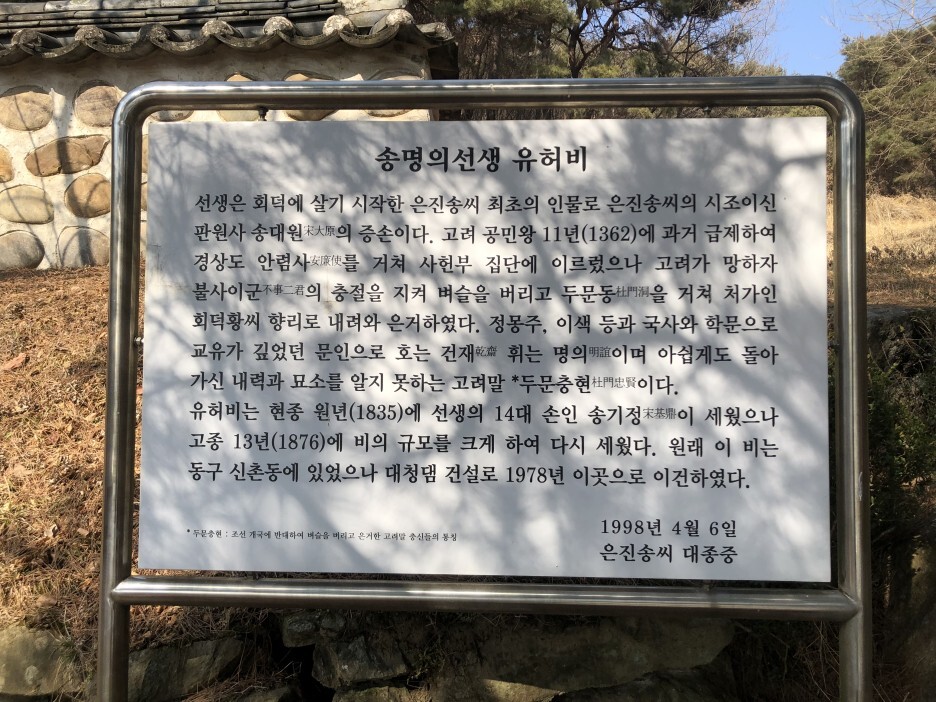 송명의선생 유허비
선생은 회덕에 살기 시작한 은진송씨 최초의 인물로 은진송씨의 시조이신
판원사 송대원宋大原의 증손이다. 고려 공민왕 11년(1362)에 과거 급제하여
경상도 안렴사安廉使를 거쳐 사헌부 집단에 이르렀으나 고려가 망하자
불사이군不事二君의 충절을 지켜 벼슬을 버리고 두문동杜門洞을 거쳐 처가인
회덕황씨 향리로 내려와 은거하였다. 정몽주, 이색 등과 국사와 학문으로
교유가 깊었던 문인으로 호는 건재乾齋 휘는 명의明誼이며 아쉽게도 돌아
가신 내력과 묘소를 알지 못하는 고려말 *두문충현杜門忠賢이다.
유허비는 현종 원년(1835)에 선생의 14대 손인 송기정宋基鼎이 세웠으나
고종 13년(1876)에 비의 규모를 크게 하여 다시 세웠다. 원래 이 비는
동구 신촌동에 있었으나 대청댐 건설로 1978년 이곳으로 이건하였다.
* 두문충현 : 조선 개국에 반대하여 벼슬을 버리고 은거한 고려말 충신들의 통칭
1998년 4월 6일
은진송씨 대종중